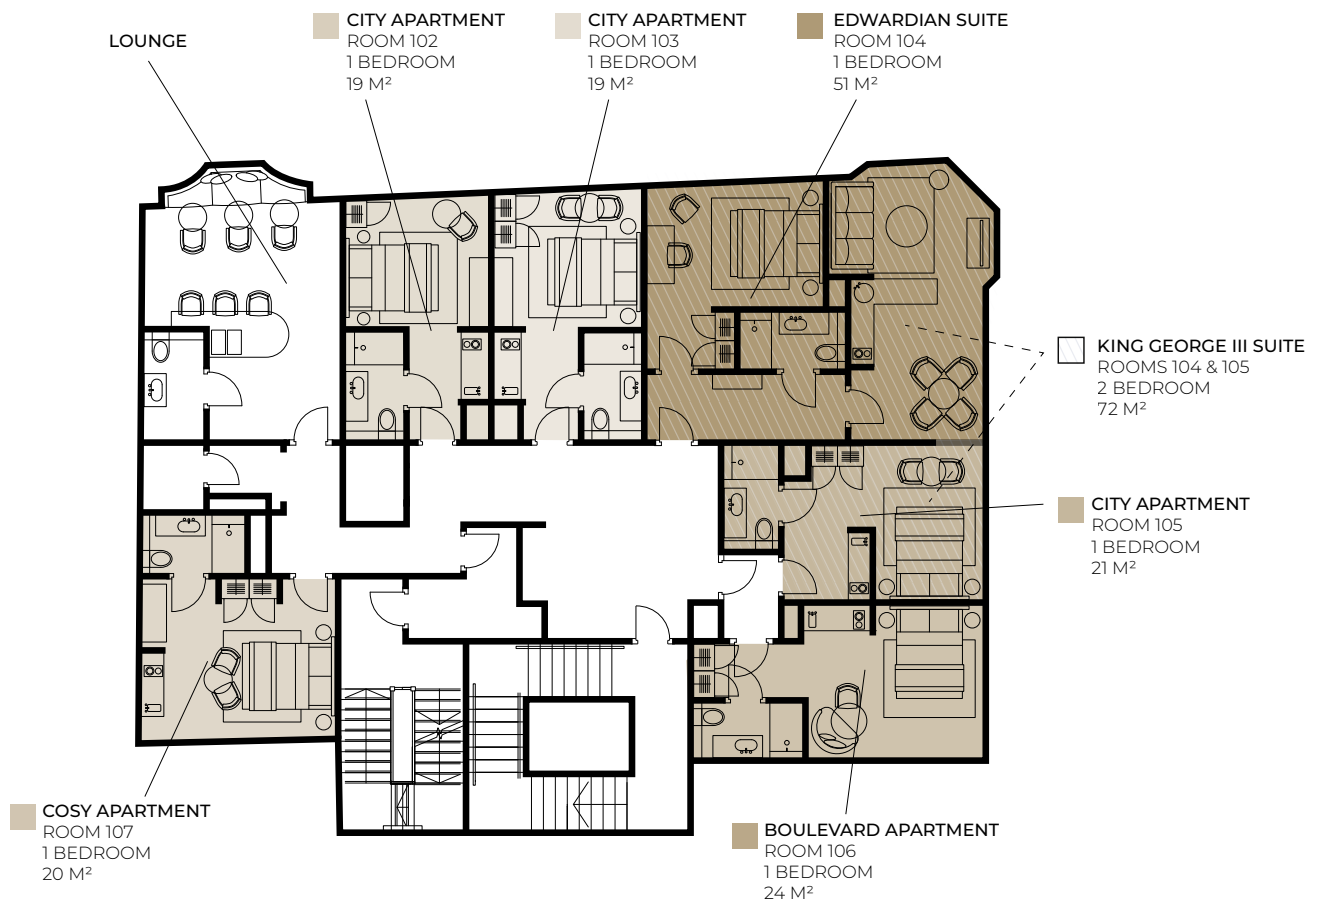 LOUNGE
CITY APARTMENT
ROOM 102
1 BEDROOM
19 M²
CITY APARTMENT
ROOM 103
1 BEDROOM
19 M²
EDWARDIAN SUITE
ROOM 104
1 BEDROOM
51 M²
KING GEORGE III SUITE
ROOMS 104 & 105
2 BEDROOM
72 M²
CITY APARTMENT
ROOM 105
1 BEDROOM
21 M²
COSY APARTMENT
ROOM 107
1 BEDROOM
20 M²
BOULEVARD APARTMENT
ROOM 106
1 BEDROOM
24 M²